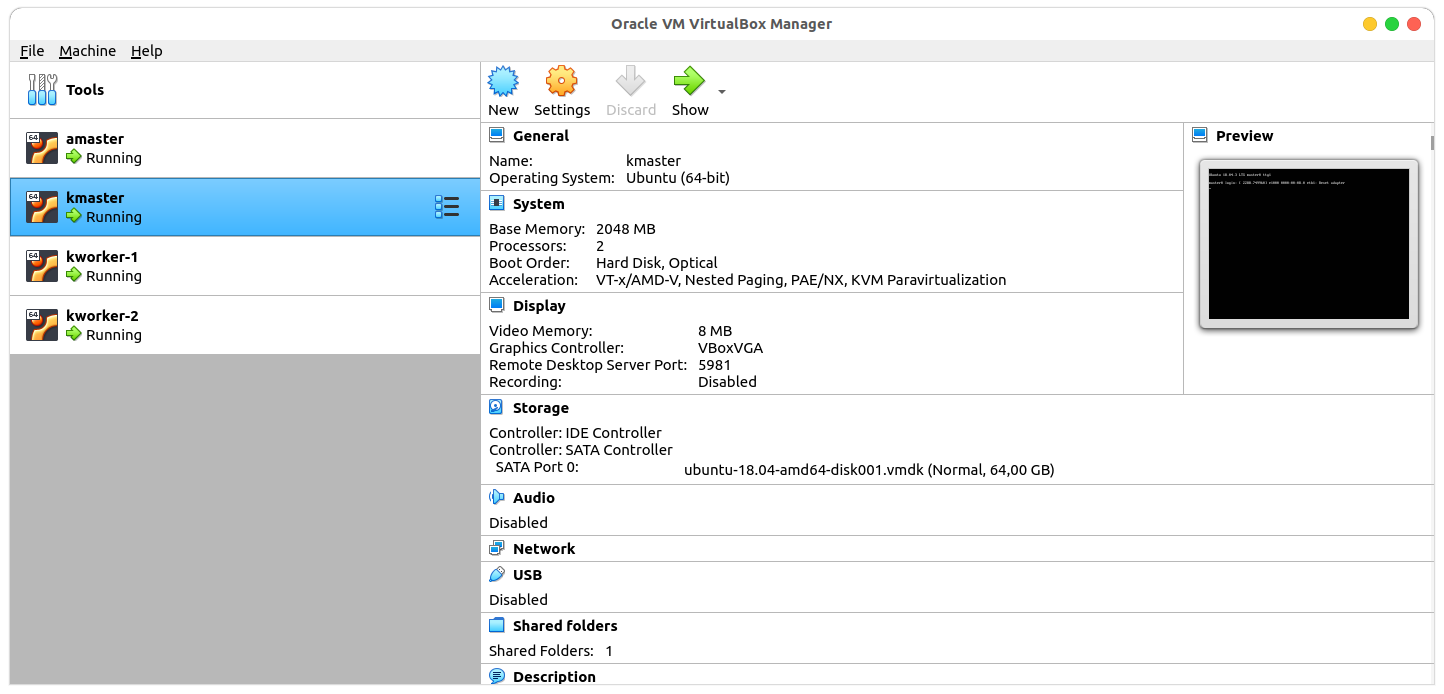 Oracle VM VirtualBox Manager
File Machine Help
Tools
64
amaster
Running
64
kmaster
Running
64
kworker-1
Running
64
kworker-2
Running
New Settings Discard Show
General
Name: kmaster
Operating System: Ubuntu (64-bit)
System
Base Memory: 2048 MB
Processors: 2
Boot Order: Hard Disk, Optical
Acceleration: VT-x/AMD-V, Nested Paging, PAE/NX, KVM Paravirtualization
Display
Video Memory: 8 MB
Graphics Controller: VBoxVGA
Remote Desktop Server Port: 5981
Recording: Disabled
Preview
Storage
Controller: IDE Controller
Controller: SATA Controller
SATA Port 0: ubuntu-18.04-amd64-disk001.vmdk (Normal, 64,00 GB)
Audio
Disabled
Network
USB
Disabled
Shared folders
Shared Folders: 1
Description